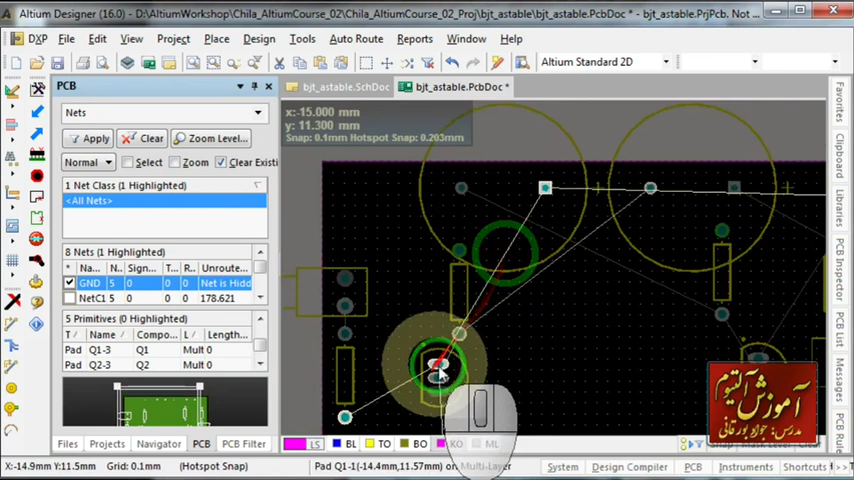 Altium Designer (Build 16.0) - D:\AltiumWorkshop\Chila_AltiumCourse_02\Chila_AltiumCourse_02_Proj\bjt_astable\bjt_astable.PcbDoc * - bjt_astable.PrjPcb. Not ...
DXP File Edit View Project Place Design Tools Auto Route Reports Window Help
Altium Standard 2D
PCB
bjt_astable.SchDoc bjt_astable.PcbDoc *
Nets
x:-15.000 mm
y: 11.300 mm
Snap: 0.1mm Hotspot Snap: 0.203mm
Apply Clear Zoom Level...
Normal Select Zoom Clear Existi
1 Net Class (1 Highlighted)
<All Nets>
8 Nets (1 Highlighted)
* Na... N.. Sign... T... R.. Unroute...
GND 5 0 0 0 Net is Hidd
NetC1 5 0 0 0 178.621
5 Primitives (0 Highlighted)
T Name Compo... L Length...
Pad Q1-3 Q1 Mult 0
Pad Q2-3 Q2 Mult 0
Files Projects Navigator PCB PCB Filter
LS BL TO BO KO ML
Snap Mask Level Clear
Favorites
Clipboard
Libraries
PCB Inspector
PCB List
Messages
PCB Rul
آموزش آلتیوم
مدرس: جواد پورقانی
X:-14.9mm Y:11.5mm Grid: 0.1mm (Hotspot Snap) Pad Q1-1(-14.4mm,11.57mm) on Multi-Layer System Design Compiler PCB Instruments Shortcuts